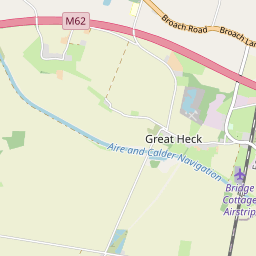 M62
Broach Road
Broach La
Great Heck
Aire and Calder Navigation
Bridge
Cottage
Airstrip